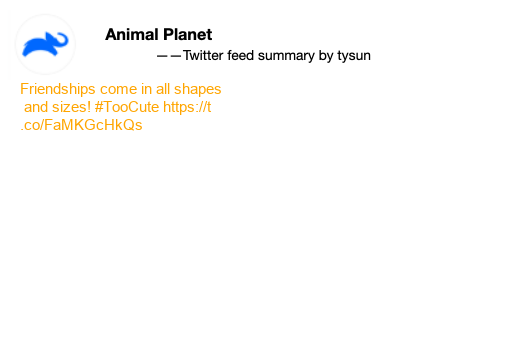 Animal Planet
——Twitter feed summary by tysun
Friendships come in all shapes
and sizes! #TooCute https://t
.co/FaMKGcHkQs